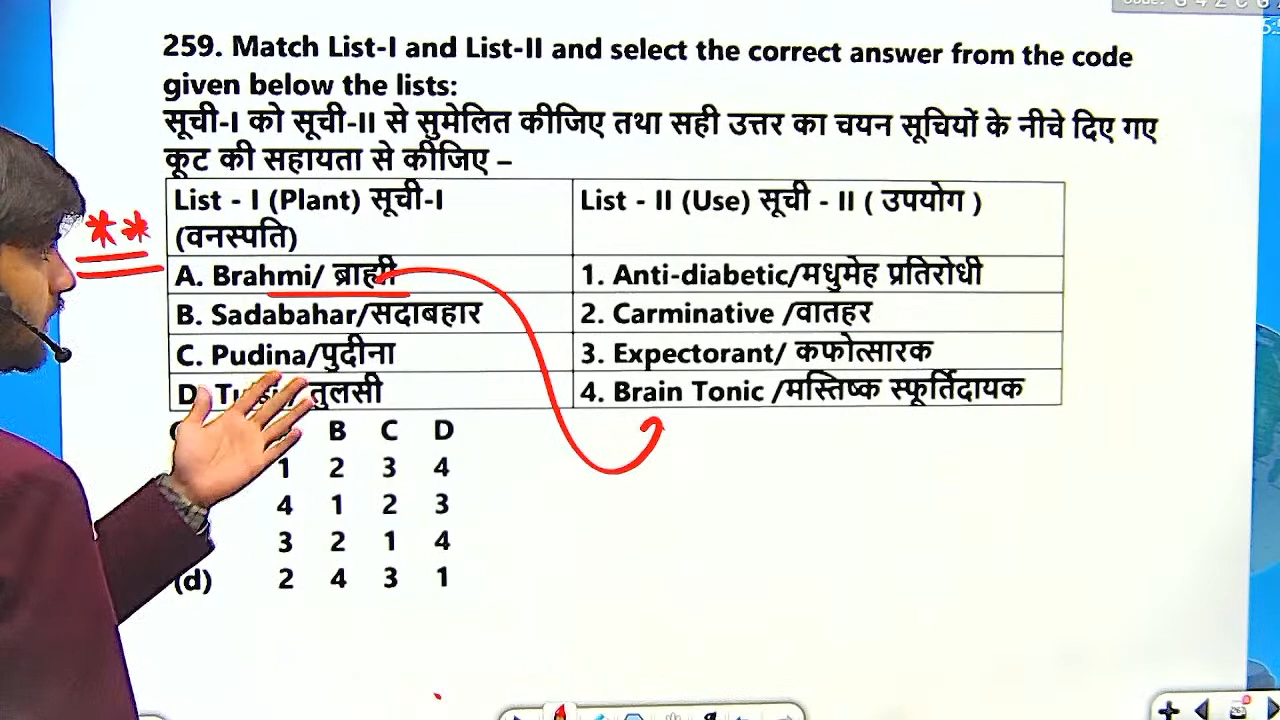 259. Match List-I and List-II and select the correct answer from the code
given below the lists:
सूची-I को सूची-II से सुमेलित कीजिए तथा सही उत्तर का चयन सूचियों के नीचे दिए गए
कूट की सहायता से कीजिए –
List - I (Plant) सूची-I
(वनस्पति)
List - II (Use) सूची - II ( उपयोग )
A. Brahmi/ ब्राह्मी
1. Anti-diabetic/मधुमेह प्रतिरोधी
B. Sadabahar/सदाबहार
2. Carminative /वातहर
C. Pudina/पुदीना
3. Expectorant/ कफोत्सारक
D. तुलसी
4. Brain Tonic /मस्तिष्क स्फूर्तिदायक
B C D
1 2 3 4
4 1 2 3
3 2 1 4
(d) 2 4 3 1